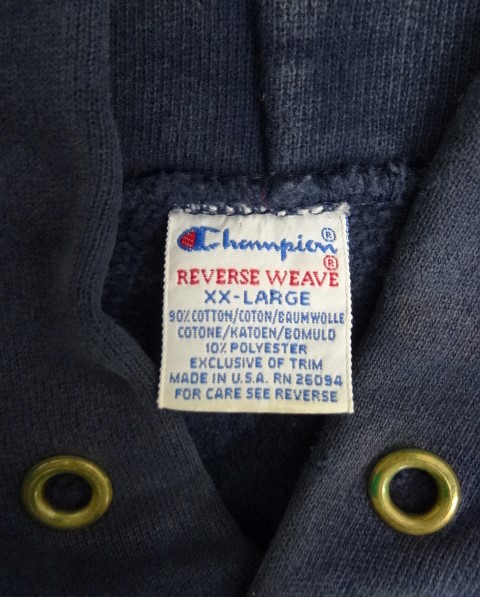 Champion®
REVERSE WEAVE®
XX-LARGE
90% COTTON/COTON/BAUMWOLLE
COTONE/KATOEN/BOMULD
10% POLYESTER
EXCLUSIVE OF TRIM
MADE IN U.S.A. RN 26094
FOR CARE SEE REVERSE